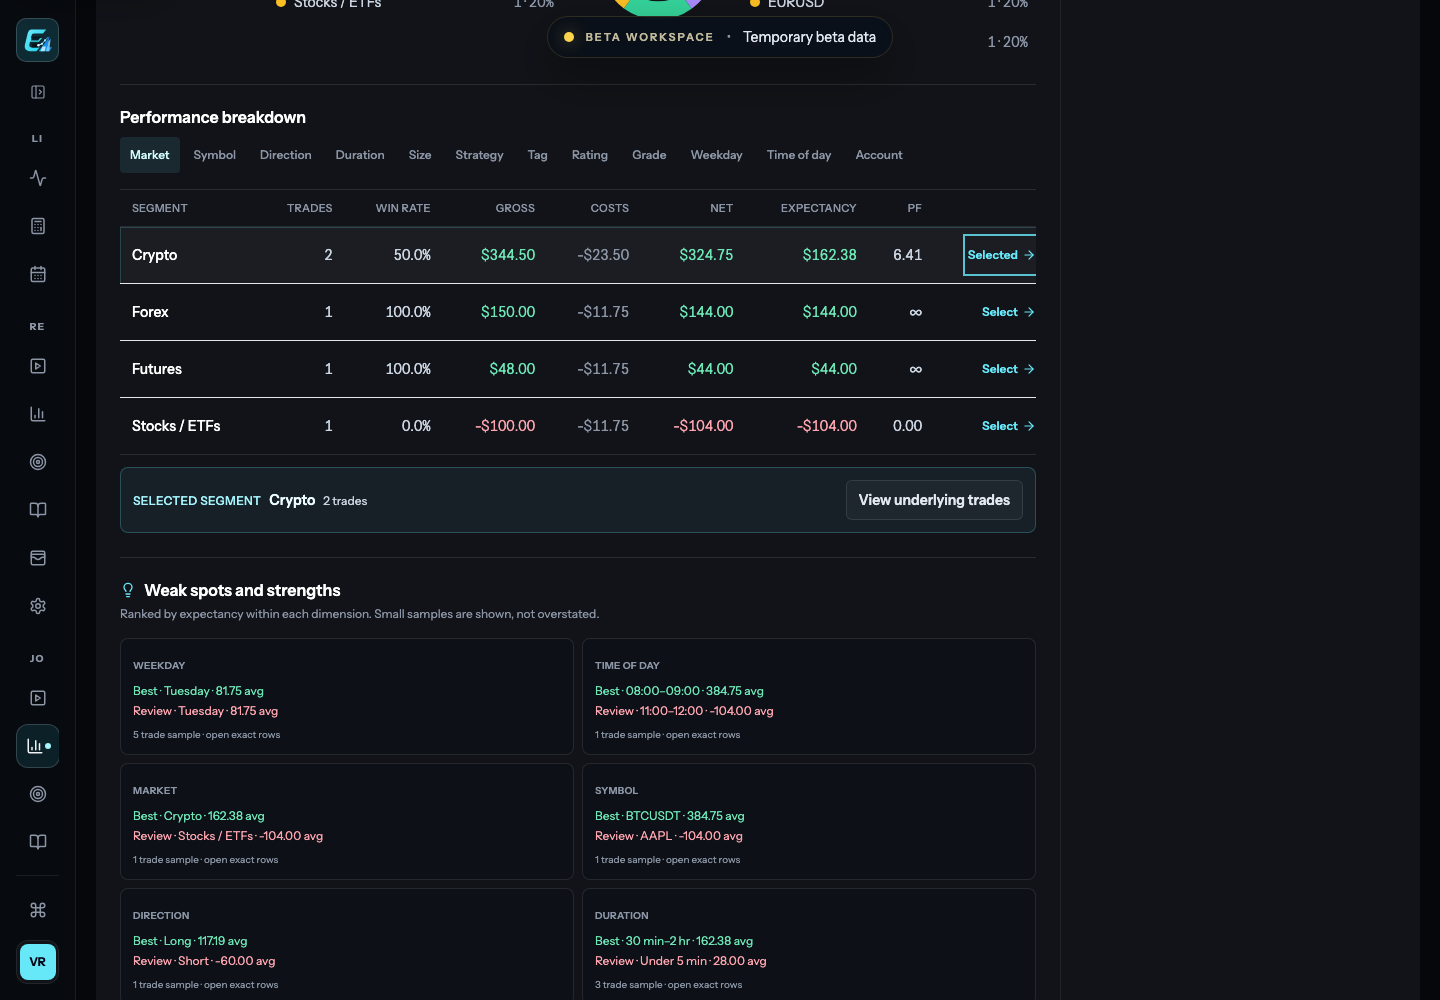 Stocks / ETFs 1 · 20% EURUSD 1 · 20%
BETA WORKSPACE · Temporary beta data
1 · 20%
LI
RE
JO
VR
Performance breakdown
Market Symbol Direction Duration Size Strategy Tag Rating Grade Weekday Time of day Account
SEGMENT TRADES WIN RATE GROSS COSTS NET EXPECTANCY PF
Crypto 2 50.0% $344.50 -$23.50 $324.75 $162.38 6.41 Selected →
Forex 1 100.0% $150.00 -$11.75 $144.00 $144.00 ∞ Select →
Futures 1 100.0% $48.00 -$11.75 $44.00 $44.00 ∞ Select →
Stocks / ETFs 1 0.0% -$100.00 -$11.75 -$104.00 -$104.00 0.00 Select →
SELECTED SEGMENT Crypto 2 trades View underlying trades
Weak spots and strengths
Ranked by expectancy within each dimension. Small samples are shown, not overstated.
WEEKDAY
Best · Tuesday · 81.75 avg
Review · Tuesday · 81.75 avg
5 trade sample · open exact rows
TIME OF DAY
Best · 08:00–09:00 · 384.75 avg
Review · 11:00–12:00 · -104.00 avg
1 trade sample · open exact rows
MARKET
Best · Crypto · 162.38 avg
Review · Stocks / ETFs · -104.00 avg
1 trade sample · open exact rows
SYMBOL
Best · BTCUSDT · 384.75 avg
Review · AAPL · -104.00 avg
1 trade sample · open exact rows
DIRECTION
Best · Long · 117.19 avg
Review · Short · -60.00 avg
1 trade sample · open exact rows
DURATION
Best · 30 min–2 hr · 162.38 avg
Review · Under 5 min · 28.00 avg
3 trade sample · open exact rows